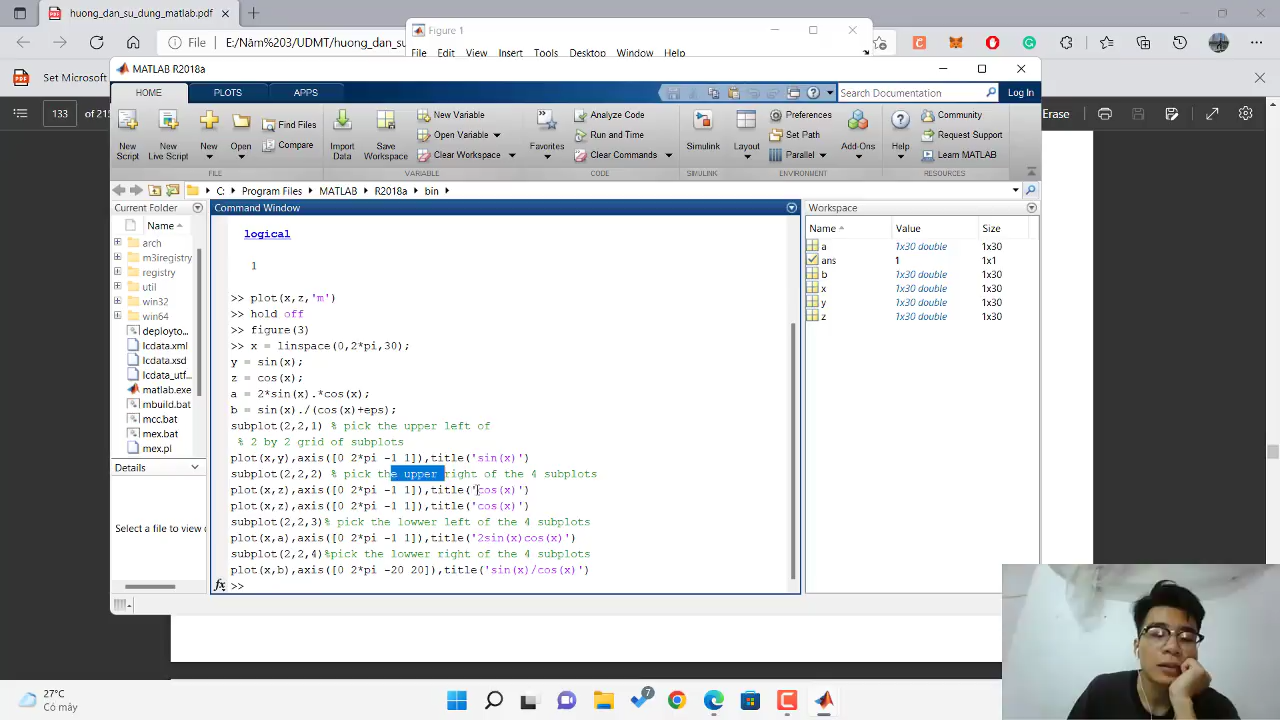 huong_dan_su_dung_matlab.pdf
Figure 1
File E:/Năm%203/UDMT/huong_dan_su
File Edit View Insert Tools Desktop Window Help
Set Microsoft
MATLAB R2018a
HOME PLOTS APPS
Search Documentation
Log In
133 of 21
Erase
New Script
New Live Script
New
Open
Find Files
Compare
Import Data
Save Workspace
New Variable
Open Variable
Clear Workspace
Favorites
Analyze Code
Run and Time
Clear Commands
Simulink
Layout
Preferences
Set Path
Parallel
Add-Ons
Help
Community
Request Support
Learn MATLAB
FILE VARIABLE CODE SIMULINK ENVIRONMENT RESOURCES
C: Program Files MATLAB R2018a bin
Current Folder
Name
arch
m3iregistry
registry
util
win32
win64
deployto...
lcdata.xml
lcdata.xsd
lcdata_utf...
matlab.exe
mbuild.bat
mcc.bat
mex.bat
mex.pl
Details
Select a file to view details
Command Window
logical
1
>> plot(x,z,'m')
>> hold off
>> figure(3)
>> x = linspace(0,2*pi,30);
y = sin(x);
z = cos(x);
a = 2*sin(x).*cos(x);
b = sin(x)./(cos(x)+eps);
subplot(2,2,1) % pick the upper left of
% 2 by 2 grid of subplots
plot(x,y),axis([0 2*pi -1 1]),title('sin(x)')
subplot(2,2,2) % pick the upper right of the 4 subplots
plot(x,z),axis([0 2*pi -1 1]),title('cos(x)')
plot(x,z),axis([0 2*pi -1 1]),title('cos(x)')
subplot(2,2,3)% pick the lowwer left of the 4 subplots
plot(x,a),axis([0 2*pi -1 1]),title('2sin(x)cos(x)')
subplot(2,2,4)%pick the lowwer right of the 4 subplots
plot(x,b),axis([0 2*pi -20 20]),title('sin(x)/cos(x)')
fx >>
Workspace
Name Value Size
a 1x30 double 1x30
ans 1 1x1
b 1x30 double 1x30
x 1x30 double 1x30
y 1x30 double 1x30
z 1x30 double 1x30
27°C
Có mây
7